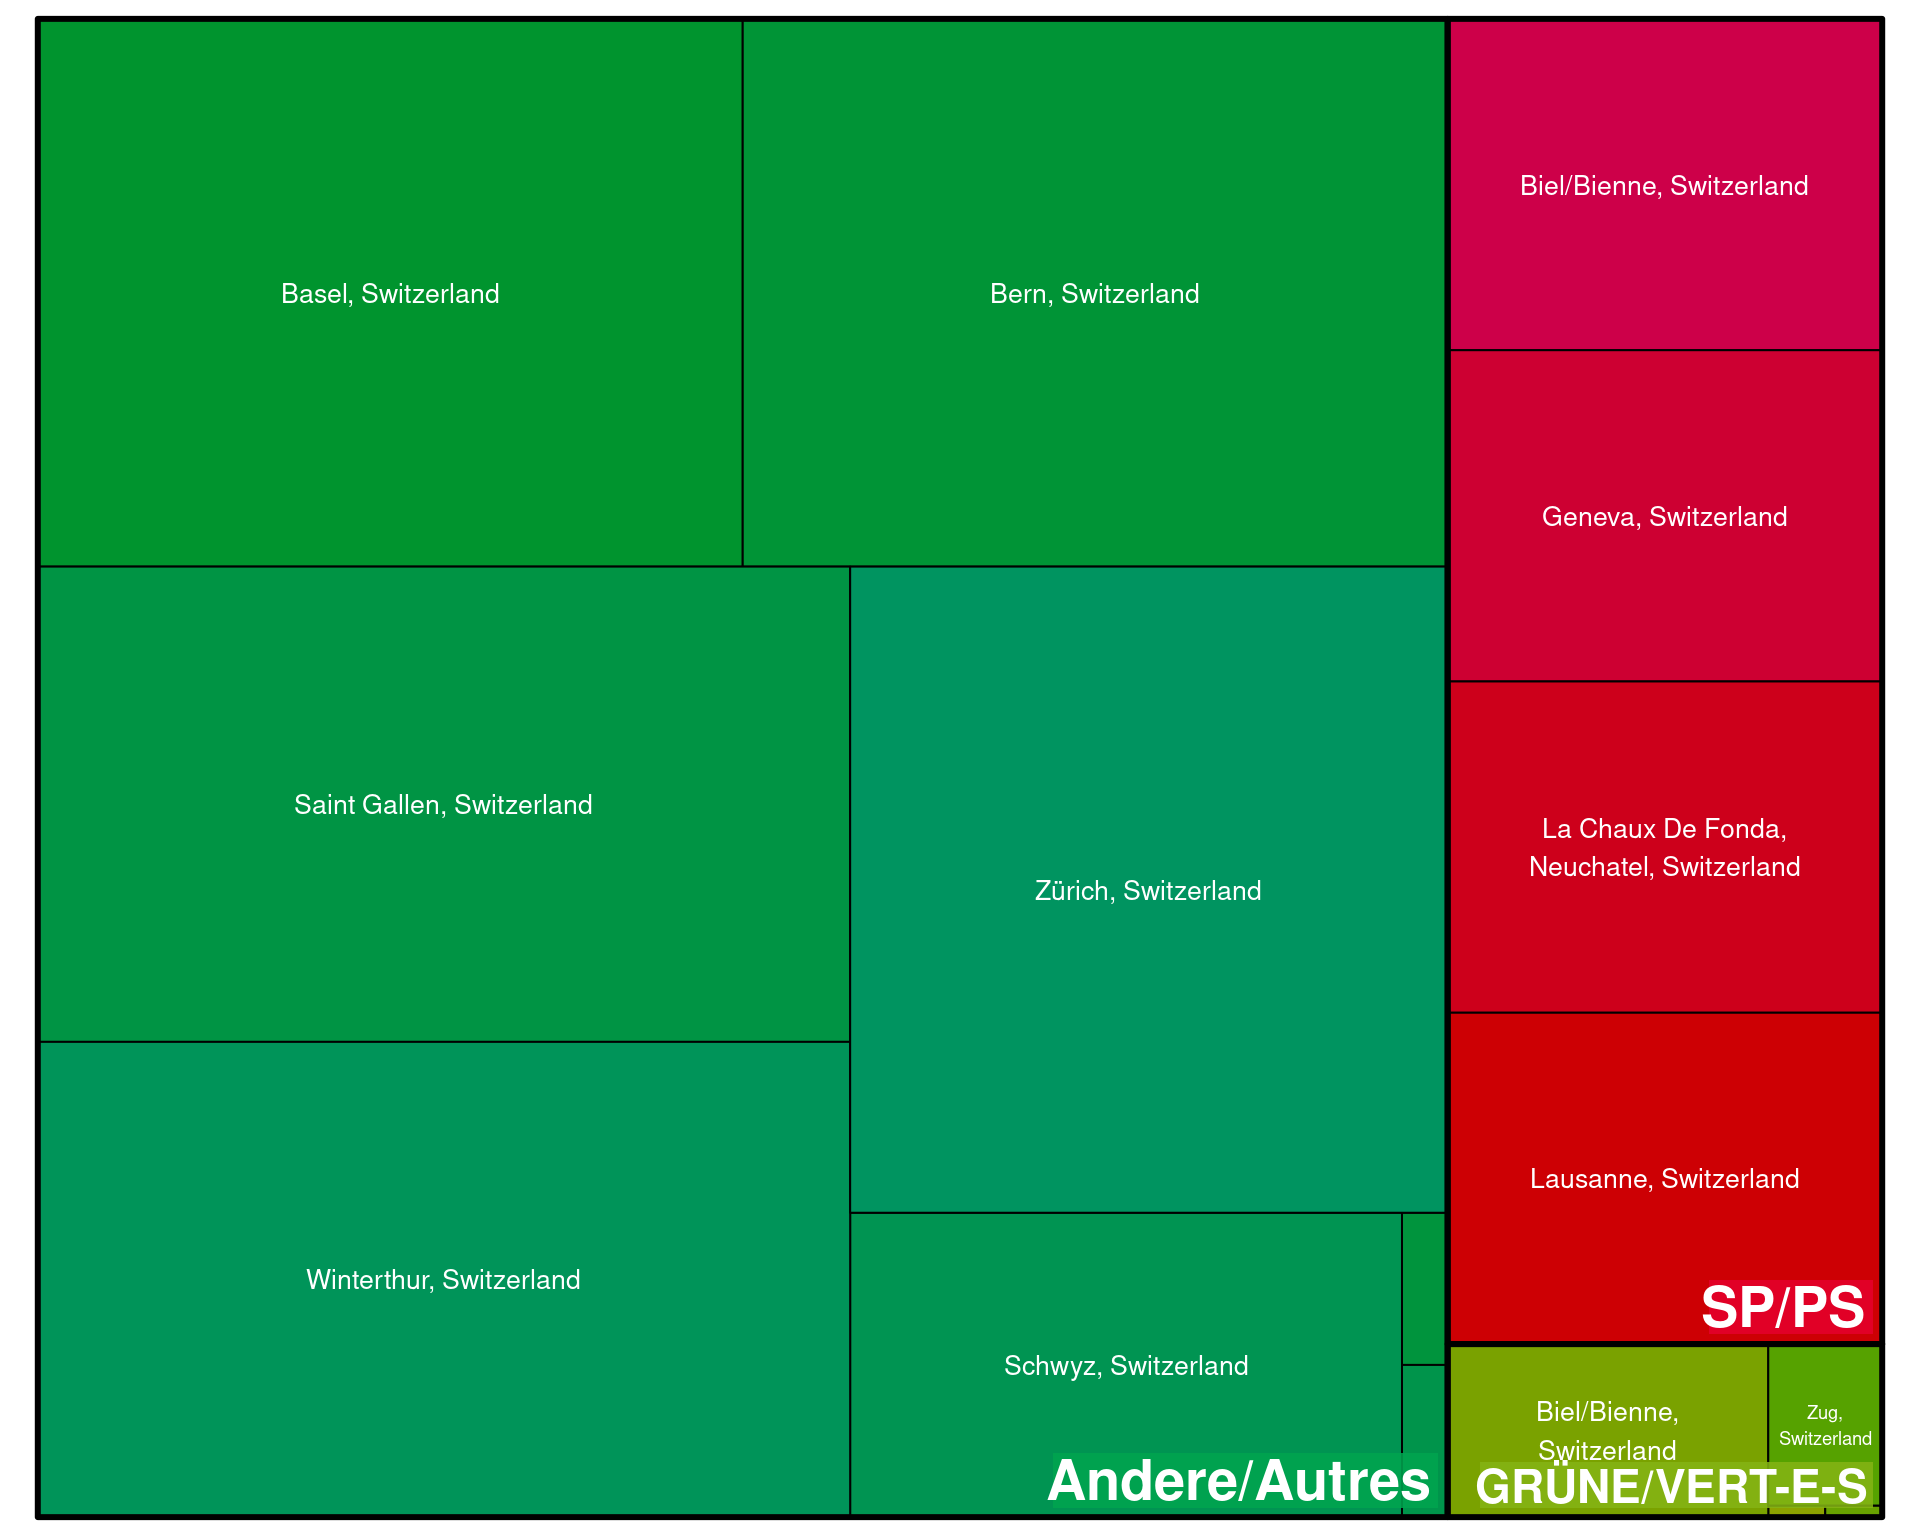 Basel, Switzerland
Bern, Switzerland
Saint Gallen, Switzerland
Zürich, Switzerland
Winterthur, Switzerland
Schwyz, Switzerland
Andere/Autres
Biel/Bienne, Switzerland
Geneva, Switzerland
La Chaux De Fonda,
Neuchatel, Switzerland
Lausanne, Switzerland
SP/PS
Biel/Bienne,
Switzerland
Zug,
Switzerland
GRÜNE/VERT-E-S